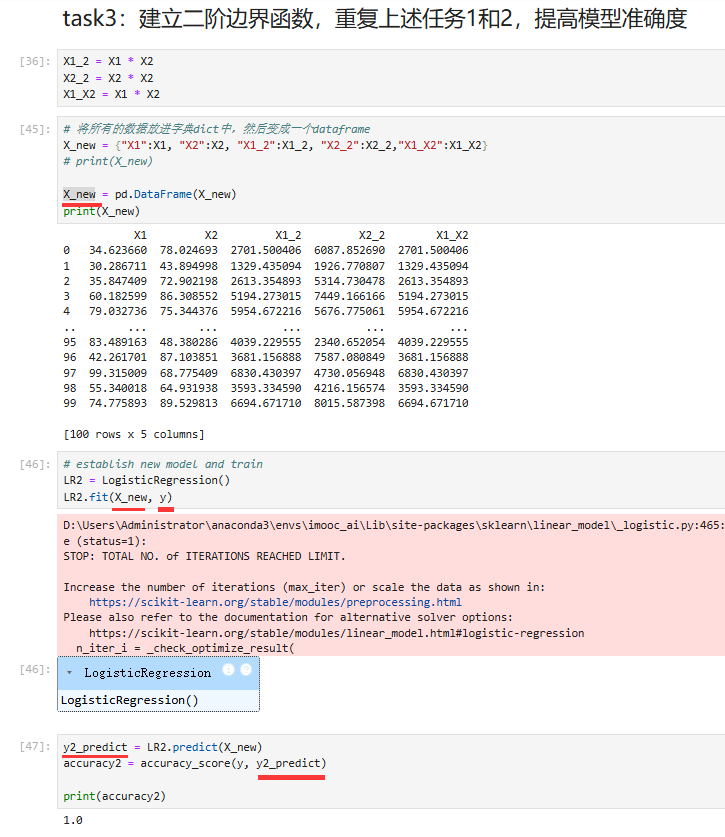 task3：建立二阶边界函数，重复上述任务1和2，提高模型准确度
[36]:
X1_2 = X1 * X2
X2_2 = X2 * X2
X1_X2 = X1 * X2
[45]:
# 将所有的数据放进字典dict中，然后变成一个dataframe
X_new = {"X1":X1, "X2":X2, "X1_2":X1_2, "X2_2":X2_2,"X1_X2":X1_X2}
# print(X_new)
X_new = pd.DataFrame(X_new)
print(X_new)
X1 X2 X1_2 X2_2 X1_X2
0 34.623660 78.024693 2701.500406 6087.852690 2701.500406
1 30.286711 43.894998 1329.435094 1926.770807 1329.435094
2 35.847409 72.902198 2613.354893 5314.730478 2613.354893
3 60.182599 86.308552 5194.273015 7449.166166 5194.273015
4 79.032736 75.344376 5954.672216 5676.775061 5954.672216
.. ... ... ... ... ...
95 83.489163 48.380286 4039.229555 2340.652054 4039.229555
96 42.261701 87.103851 3681.156888 7587.080849 3681.156888
97 99.315009 68.775409 6830.430397 4730.056948 6830.430397
98 55.340018 64.931938 3593.334590 4216.156574 3593.334590
99 74.775893 89.529813 6694.671710 8015.587398 6694.671710
[100 rows x 5 columns]
[46]:
# establish new model and train
LR2 = LogisticRegression()
LR2.fit(X_new, y)
D:\Users\Administrator\anaconda3\envs\imooc_ai\Lib\site-packages\sklearn\linear_model\_logistic.py:465:
e (status=1):
STOP: TOTAL NO. of ITERATIONS REACHED LIMIT.
Increase the number of iterations (max_iter) or scale the data as shown in:
https://scikit-learn.org/stable/modules/preprocessing.html
Please also refer to the documentation for alternative solver options:
https://scikit-learn.org/stable/modules/linear_model.html#logistic-regression
n_iter_i = _check_optimize_result(
[46]:
LogisticRegression i ?
LogisticRegression()
[47]:
y2_predict = LR2.predict(X_new)
accuracy2 = accuracy_score(y, y2_predict)
print(accuracy2)
1.0